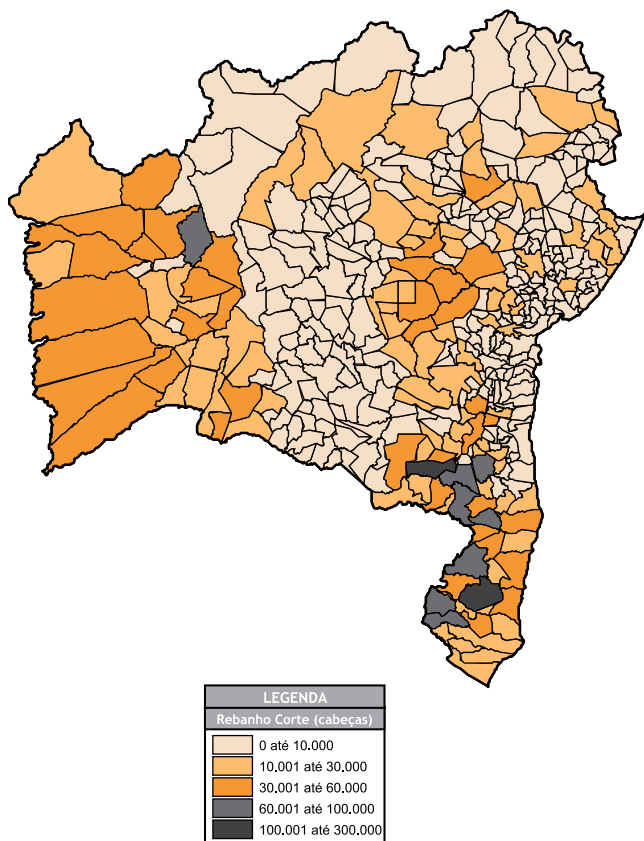 LEGENDA
Rebanho Corte (cabeças)
0 até 10.000
10.001 até 30.000
30.001 até 60.000
60.001 até 100.000
100.001 até 300.000